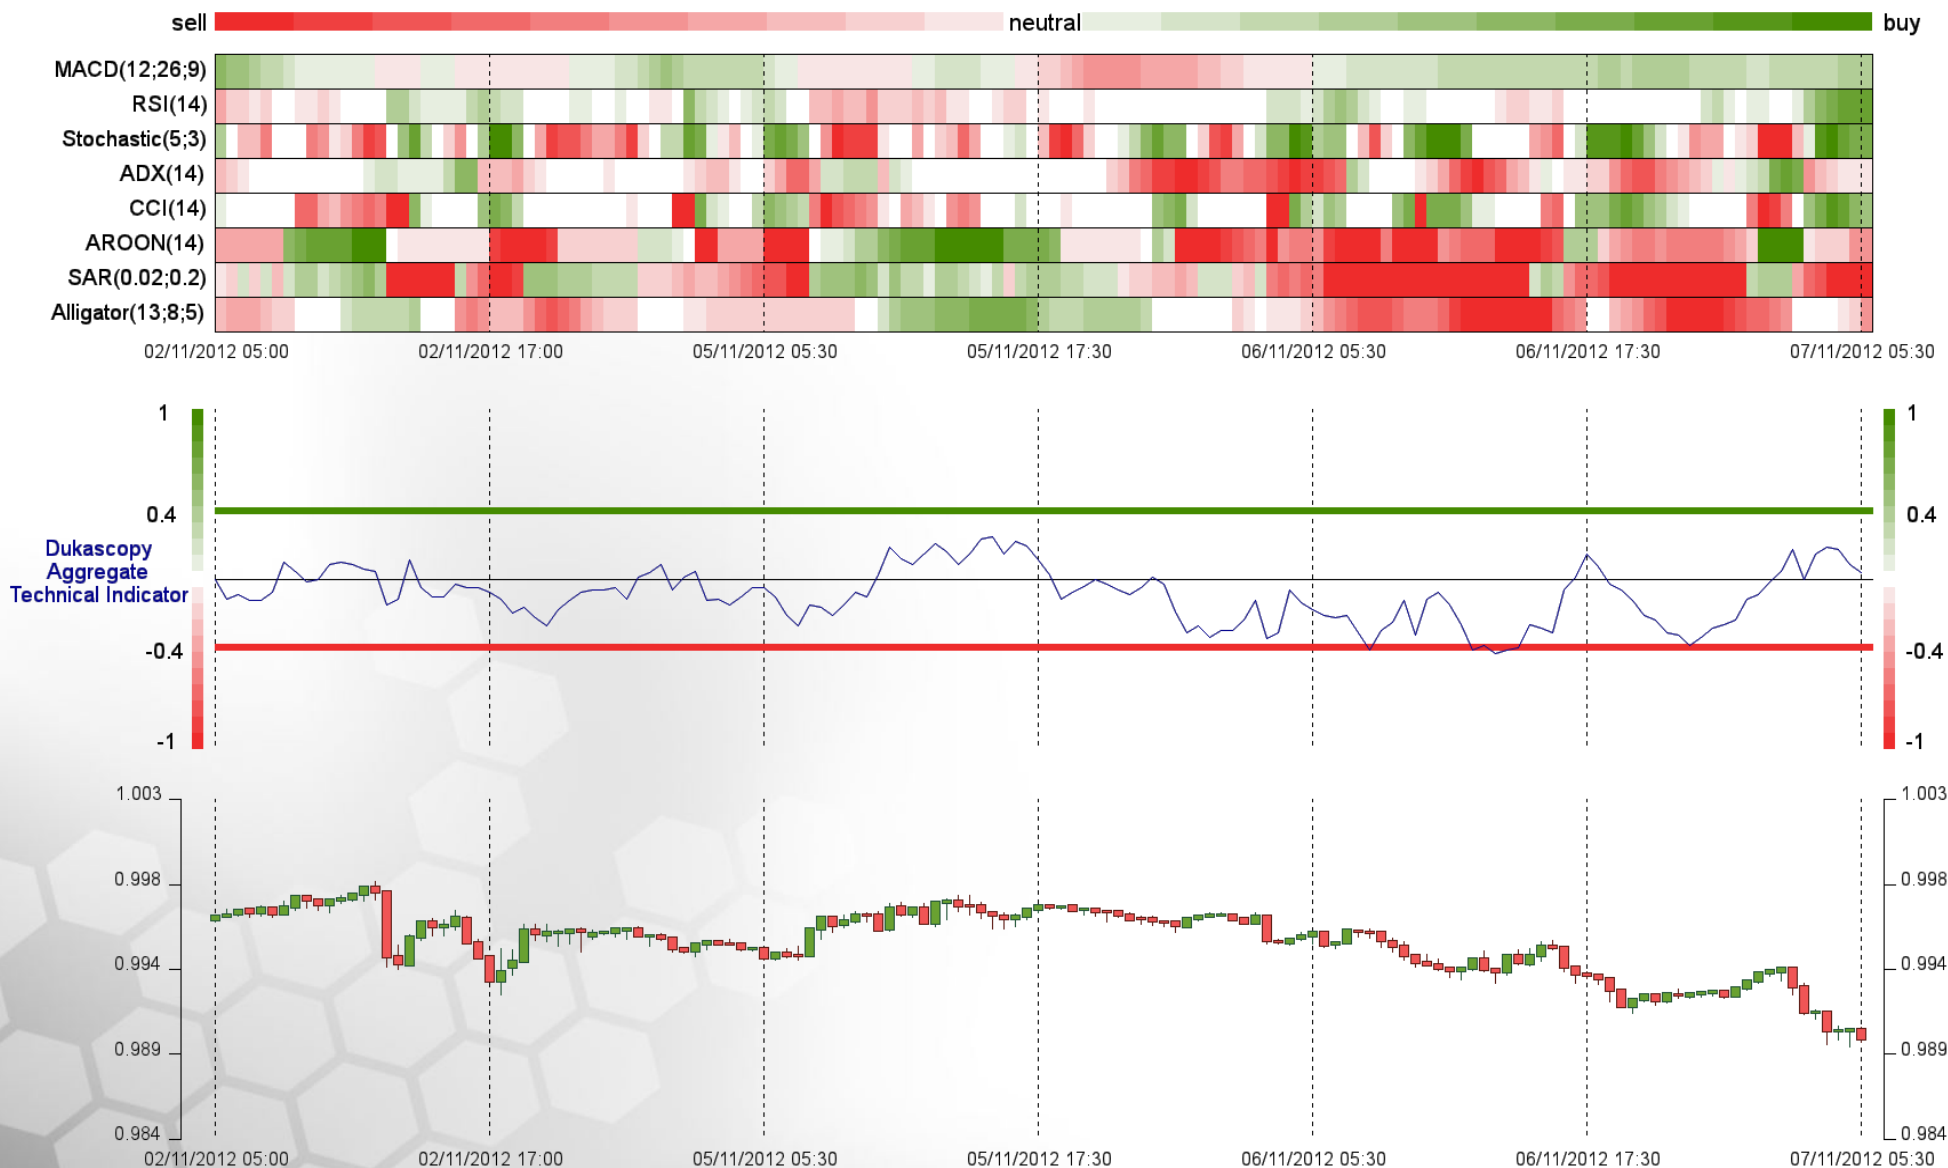 sell neutral buy
MACD(12;26;9)
RSI(14)
Stochastic(5;3)
ADX(14)
CCI(14)
AROON(14)
SAR(0.02;0.2)
Alligator(13;8;5)
02/11/2012 05:00 02/11/2012 17:00 05/11/2012 05:30 05/11/2012 17:30 06/11/2012 05:30 06/11/2012 17:30 07/11/2012 05:30
1 1
0.4 0.4
Dukascopy
Aggregate
Technical Indicator
-0.4 -0.4
-1 -1
1.003 1.003
0.998 0.998
0.994 0.994
0.989 0.989
0.984 0.984
02/11/2012 05:00 02/11/2012 17:00 05/11/2012 05:30 05/11/2012 17:30 06/11/2012 05:30 06/11/2012 17:30 07/11/2012 05:30